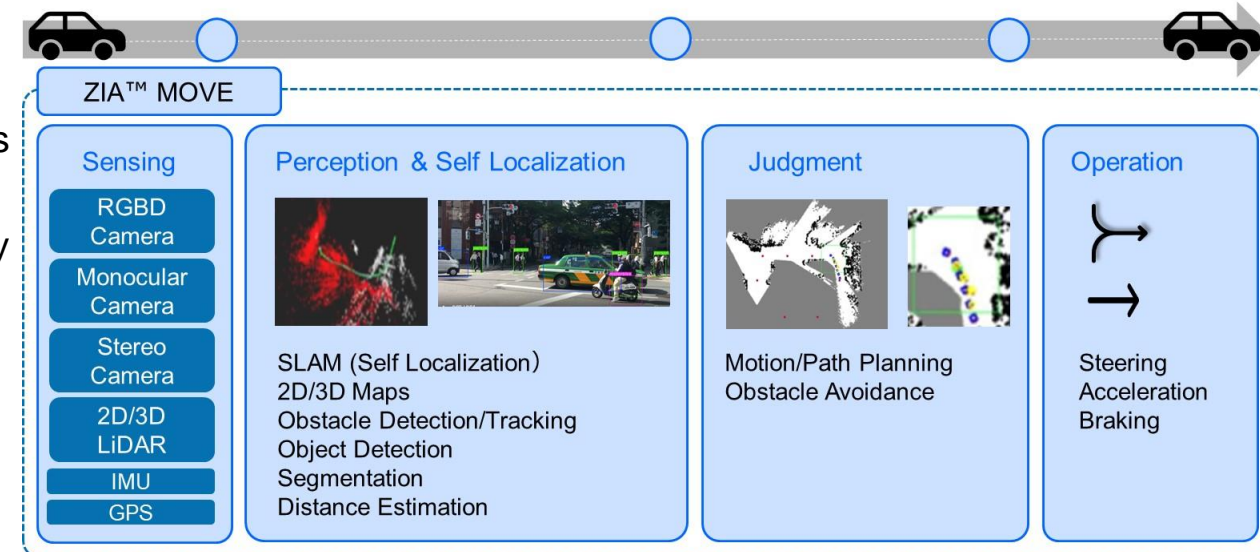 ZIA™ MOVE
s
y
Sensing
RGBD
Camera
Monocular
Camera
Stereo
Camera
2D/3D
LiDAR
IMU
GPS
Perception & Self Localization
SLAM (Self Localization）
2D/3D Maps
Obstacle Detection/Tracking
Object Detection
Segmentation
Distance Estimation
Judgment
Motion/Path Planning
Obstacle Avoidance
Operation
Steering
Acceleration
Braking